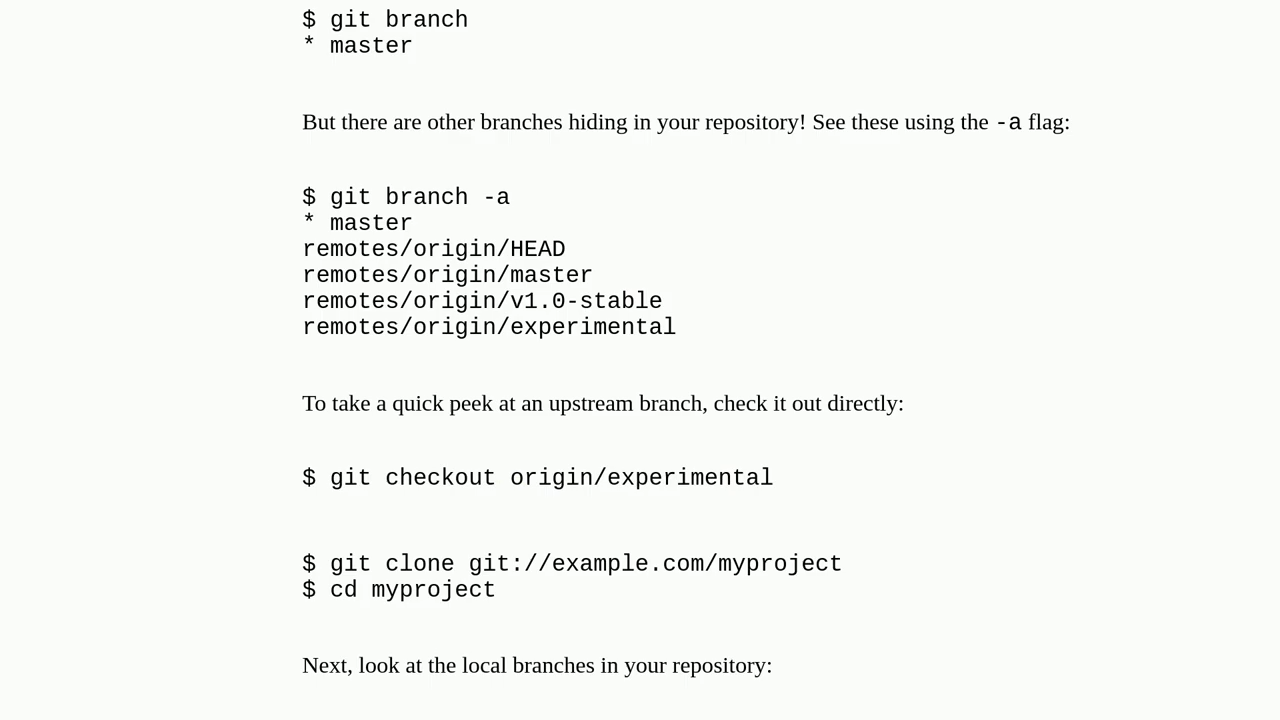 $ git branch
* master
But there are other branches hiding in your repository! See these using the -a flag:
$ git branch -a
* master
remotes/origin/HEAD
remotes/origin/master
remotes/origin/v1.0-stable
remotes/origin/experimental
To take a quick peek at an upstream branch, check it out directly:
$ git checkout origin/experimental
$ git clone git://example.com/myproject
$ cd myproject
Next, look at the local branches in your repository: